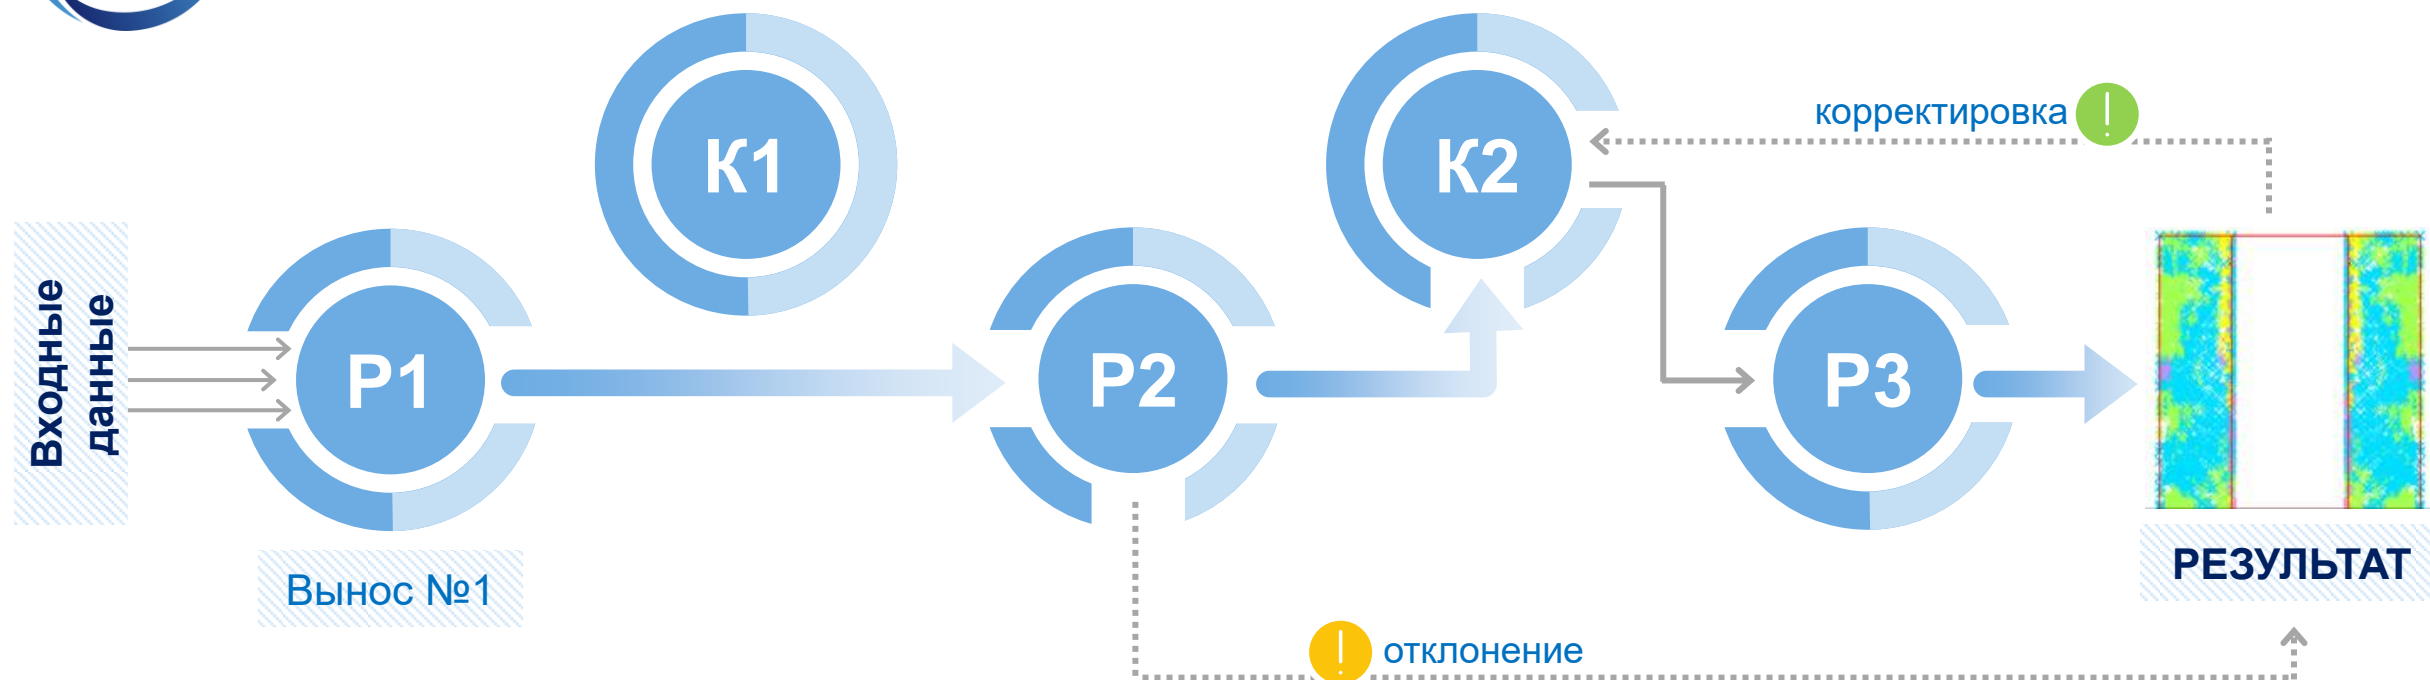 К1
К2
корректировка
Входные
данные
Р1
Р2
Р3
Вынос №1
РЕЗУЛЬТАТ
отклонение